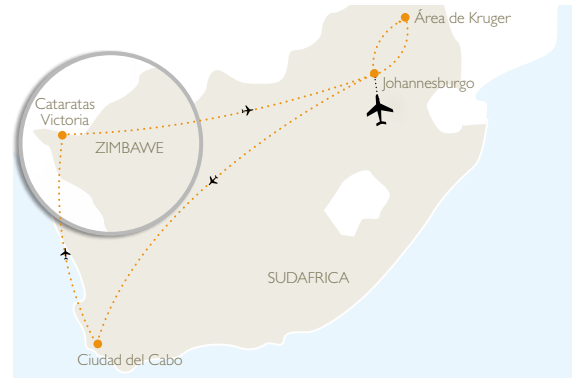 Área de Kruger
Johannesburgo
Cataratas
Victoria
ZIMBAWE
SUDAFRICA
Ciudad del Cabo